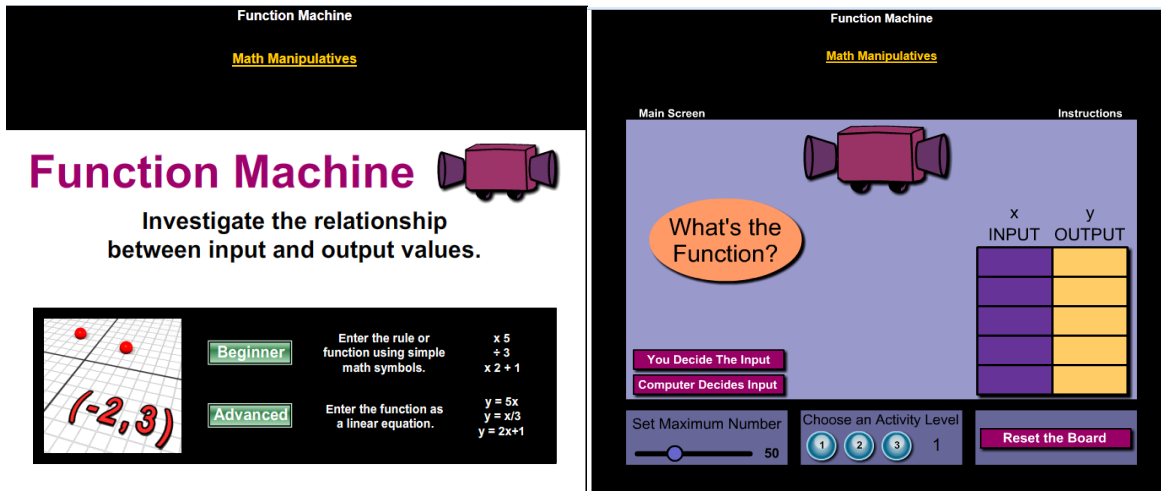 Function Machine
Math Manipulatives
Function Machine
Investigate the relationship
between input and output values.
(-2,3)
Beginner
Enter the rule or
function using simple
math symbols.
x 5
÷ 3
x 2 + 1
Advanced
Enter the function as
a linear equation.
y = 5x
y = x/3
y = 2x+1
Function Machine
Math Manipulatives
Main Screen
Instructions
What's the
Function?
x
INPUT
y
OUTPUT
You Decide The Input
Computer Decides Input
Set Maximum Number
50
Choose an Activity Level
1 2 3 1
Reset the Board